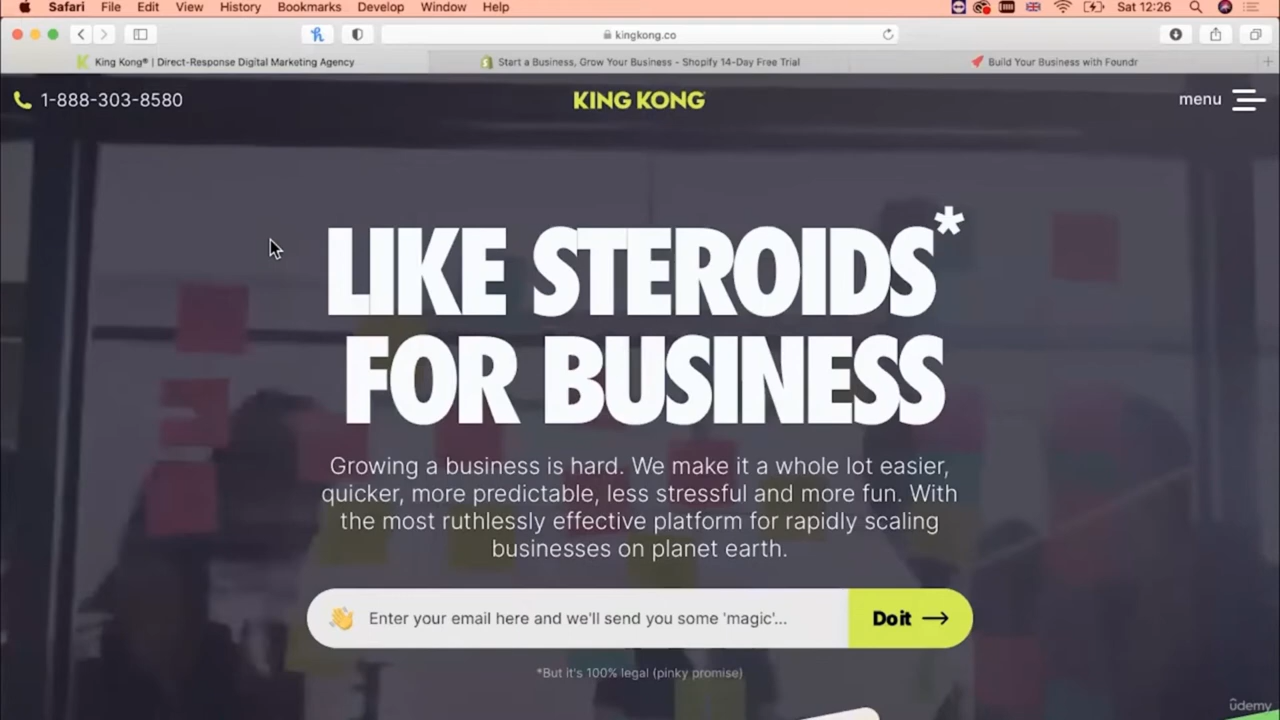 Safari File Edit View History Bookmarks Develop Window Help Sat 12:26
kingkong.co
King Kong® | Direct-Response Digital Marketing Agency Start a Business, Grow Your Business - Shopify 14-Day Free Trial Build Your Business with Foundr
1-888-303-8580 KING KONG menu
LIKE STEROIDS*
FOR BUSINESS
Growing a business is hard. We make it a whole lot easier,
quicker, more predictable, less stressful and more fun. With
the most ruthlessly effective platform for rapidly scaling
businesses on planet earth.
Enter your email here and we'll send you some 'magic'... Do it →
*But it's 100% legal (pinky promise)
udemy